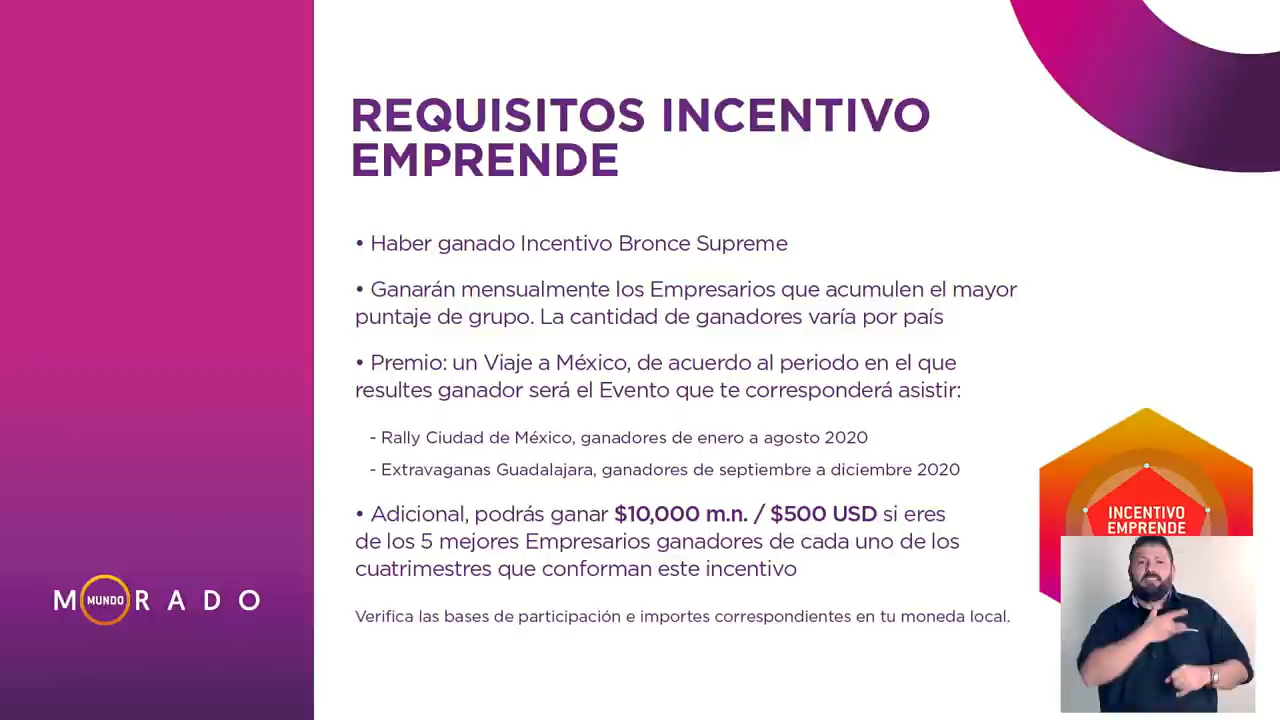 REQUISITOS INCENTIVO
EMPRENDE
• Haber ganado Incentivo Bronce Supreme
• Ganarán mensualmente los Empresarios que acumulen el mayor
puntaje de grupo. La cantidad de ganadores varía por país
• Premio: un Viaje a México, de acuerdo al periodo en el que
resultes ganador será el Evento que te corresponderá asistir:
- Rally Ciudad de México, ganadores de enero a agosto 2020
- Extravaganas Guadalajara, ganadores de septiembre a diciembre 2020
• Adicional, podrás ganar $10,000 m.n. / $500 USD si eres
de los 5 mejores Empresarios ganadores de cada uno de los
cuatrimestres que conforman este incentivo
Verifica las bases de participación e importes correspondientes en tu moneda local.
INCENTIVO
EMPRENDE
MUNDO
MORADO